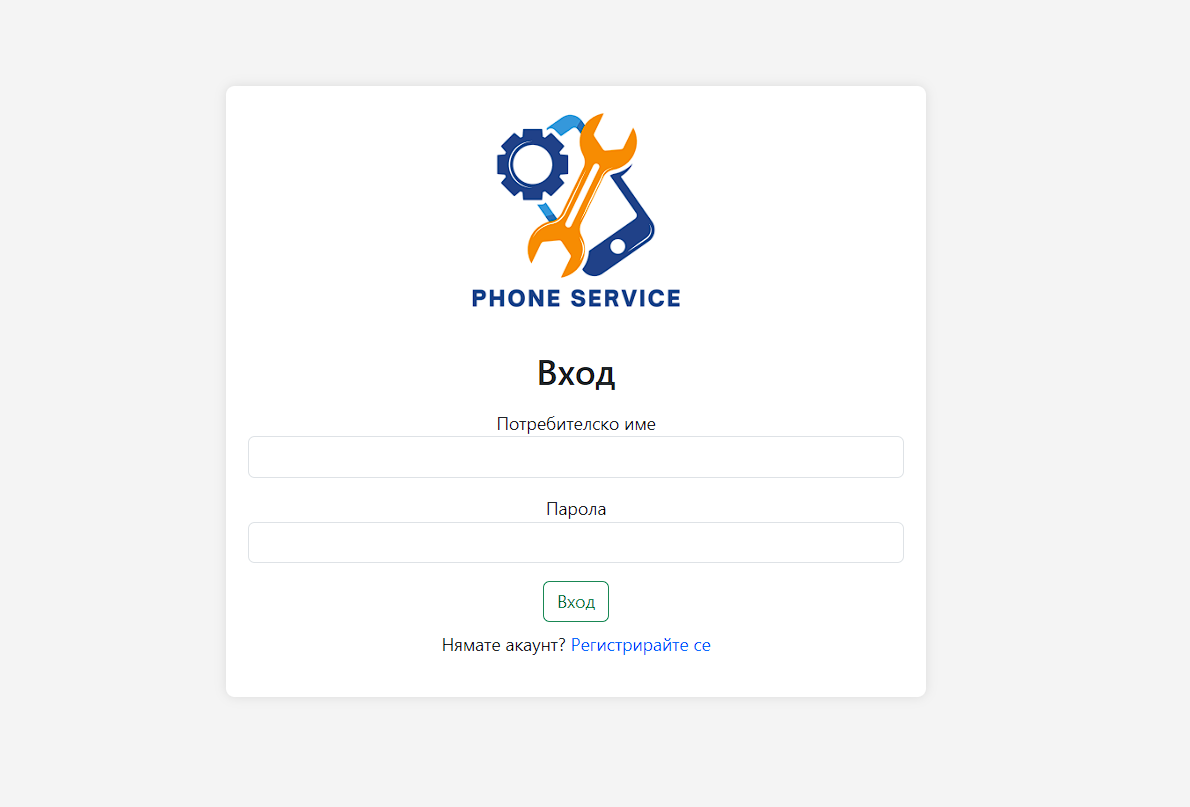 PHONE SERVICE
Вход
Потребителско име
Парола
Вход
Нямате акаунт? Регистрирайте се